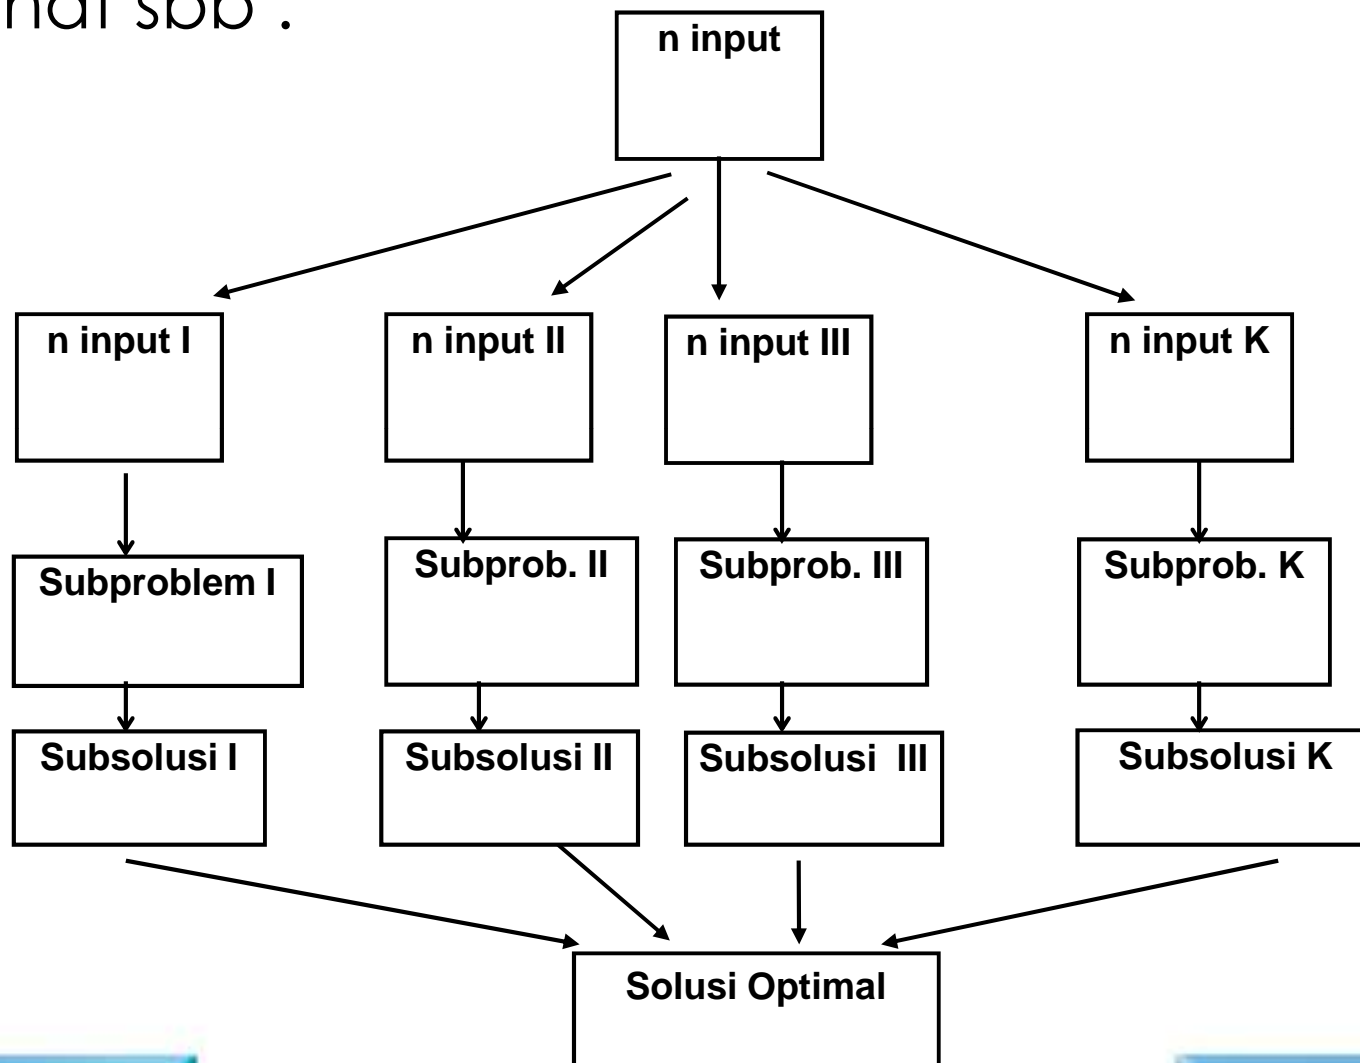 sbb :
n input
n input I
n input II
n input III
n input K
Subproblem I
Subprob. II
Subprob. III
Subprob. K
Subsolusi I
Subsolusi II
Subsolusi III
Subsolusi K
Solusi Optimal